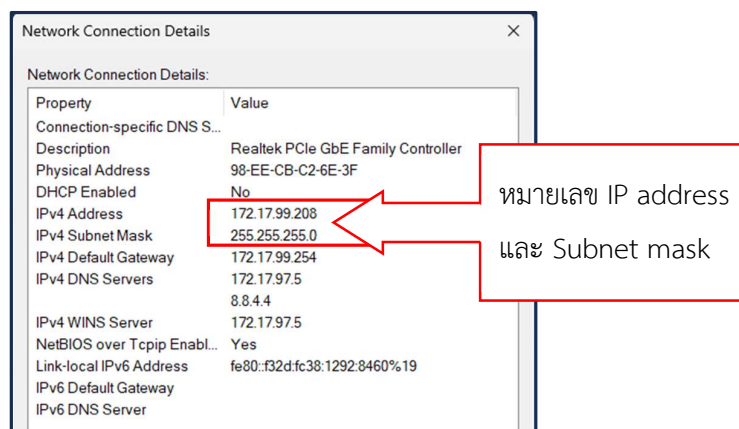 Network Connection Details
Network Connection Details:
Property Value
Connection-specific DNS S...
Description Realtek PCIe GbE Family Controller
Physical Address 98-EE-CB-C2-6E-3F
DHCP Enabled No
IPv4 Address 172.17.99.208
IPv4 Subnet Mask 255.255.255.0
IPv4 Default Gateway 172.17.99.254
IPv4 DNS Servers 172.17.97.5
8.8.4.4
IPv4 WINS Server 172.17.97.5
NetBIOS over Tcpip Enabl... Yes
Link-local IPv6 Address fe80::f32d:fc38:1292:8460%19
IPv6 Default Gateway
IPv6 DNS Server
หมายเลข IP address
และ Subnet mask